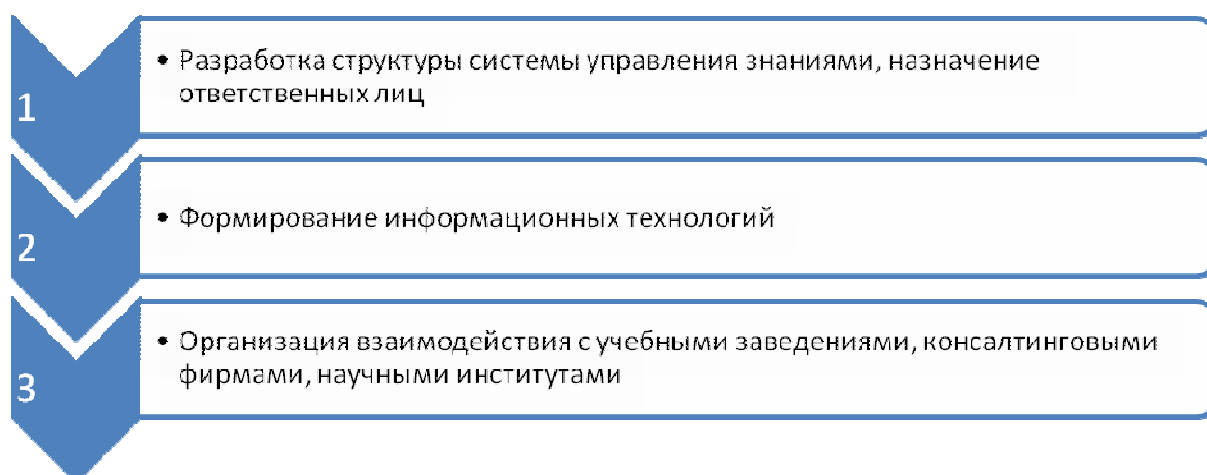 1
• Разработка структуры системы управления знаниями, назначение
ответственных лиц
2
• Формирование информационных технологий
3
• Организация взаимодействия с учебными заведениями, консалтинговыми
фирмами, научными институтами